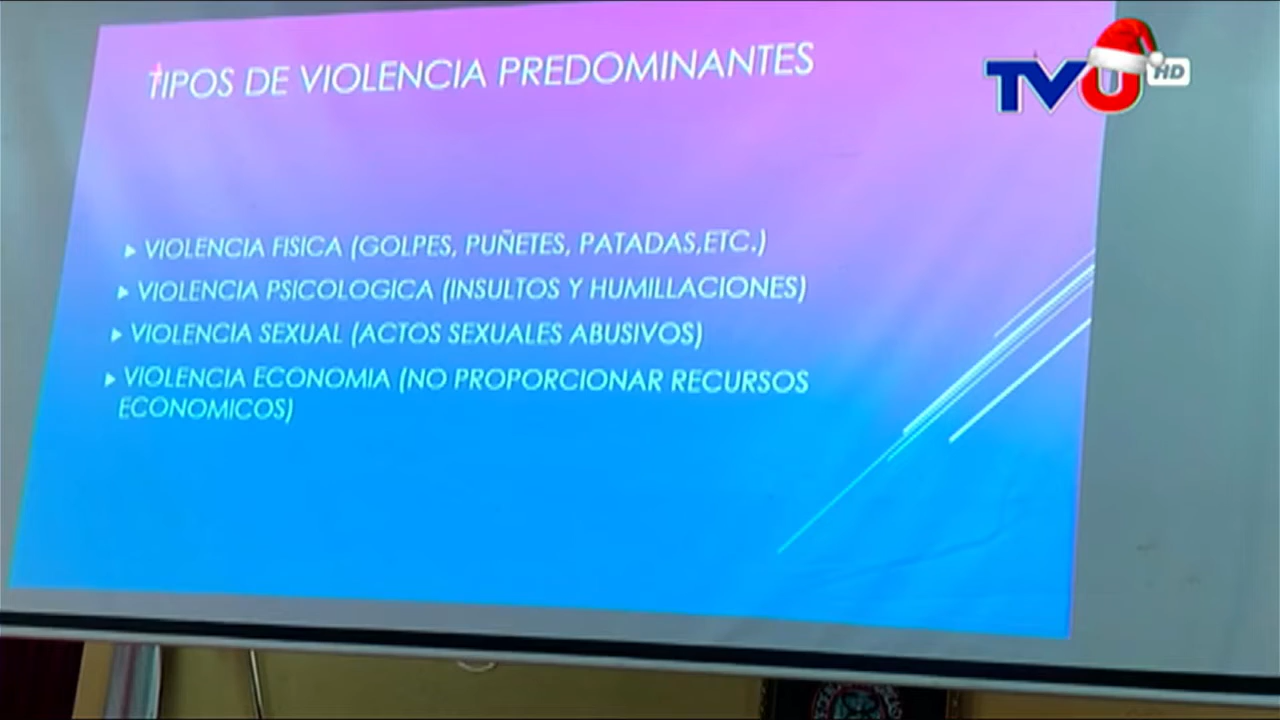 TIPOS DE VIOLENCIA PREDOMINANTES
TVU HD
VIOLENCIA FISICA (GOLPES, PUÑETES, PATADAS,ETC.)
VIOLENCIA PSICOLOGICA (INSULTOS Y HUMILLACIONES)
VIOLENCIA SEXUAL (ACTOS SEXUALES ABUSIVOS)
VIOLENCIA ECONOMIA (NO PROPORCIONAR RECURSOS
ECONOMICOS)